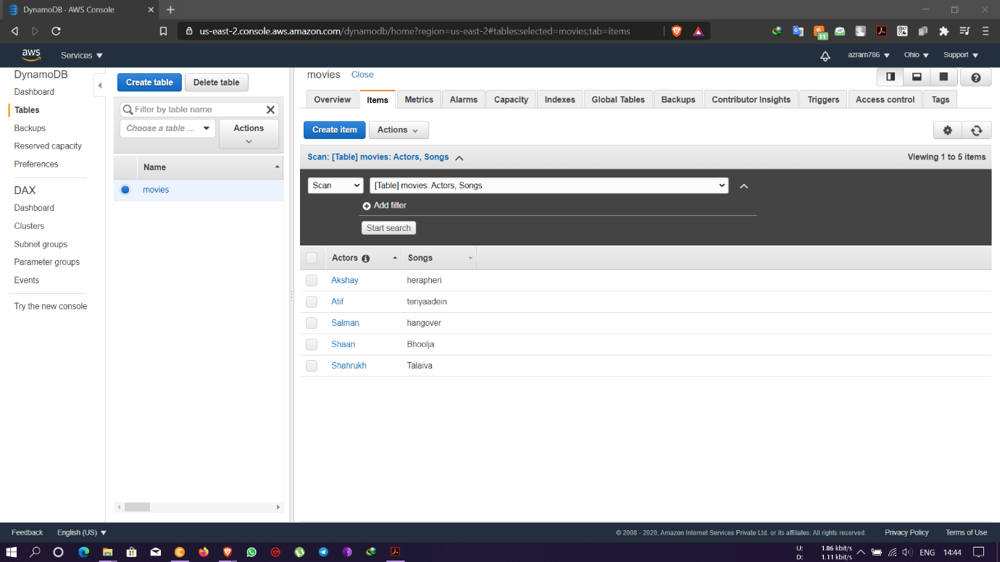 DynamoDB · AWS Console
us-east-2.console.aws.amazon.com/dynamodb/home?region=us-east-2#tables:selected=movies;tab=items
11
aws Services azram786 Ohio Support
DynamoDB
Dashboard
Tables
Backups
Reserved capacity
Preferences
DAX
Dashboard
Clusters
Subnet groups
Parameter groups
Events
Try the new console
Create table Delete table
Filter by table name
Choose a table ... Actions
Name
movies
movies Close
Overview Items Metrics Alarms Capacity Indexes Global Tables Backups Contributor Insights Triggers Access control Tags
Create item Actions
Scan: [Table] movies: Actors, Songs Viewing 1 to 5 items
Scan [Table] movies: Actors, Songs
Add filter
Start search
Actors Songs
Akshay herapheri
Atif teriyaadein
Salman hangover
Shaan Bhoolja
Shahrukh Talaiva
Feedback English (US) © 2008 - 2020, Amazon Internet Services Private Ltd. or its affiliates. All rights reserved. Privacy Policy Terms of Use
U: 1.86 kbit/s
D: 1.11 kbit/s
ENG 14:44